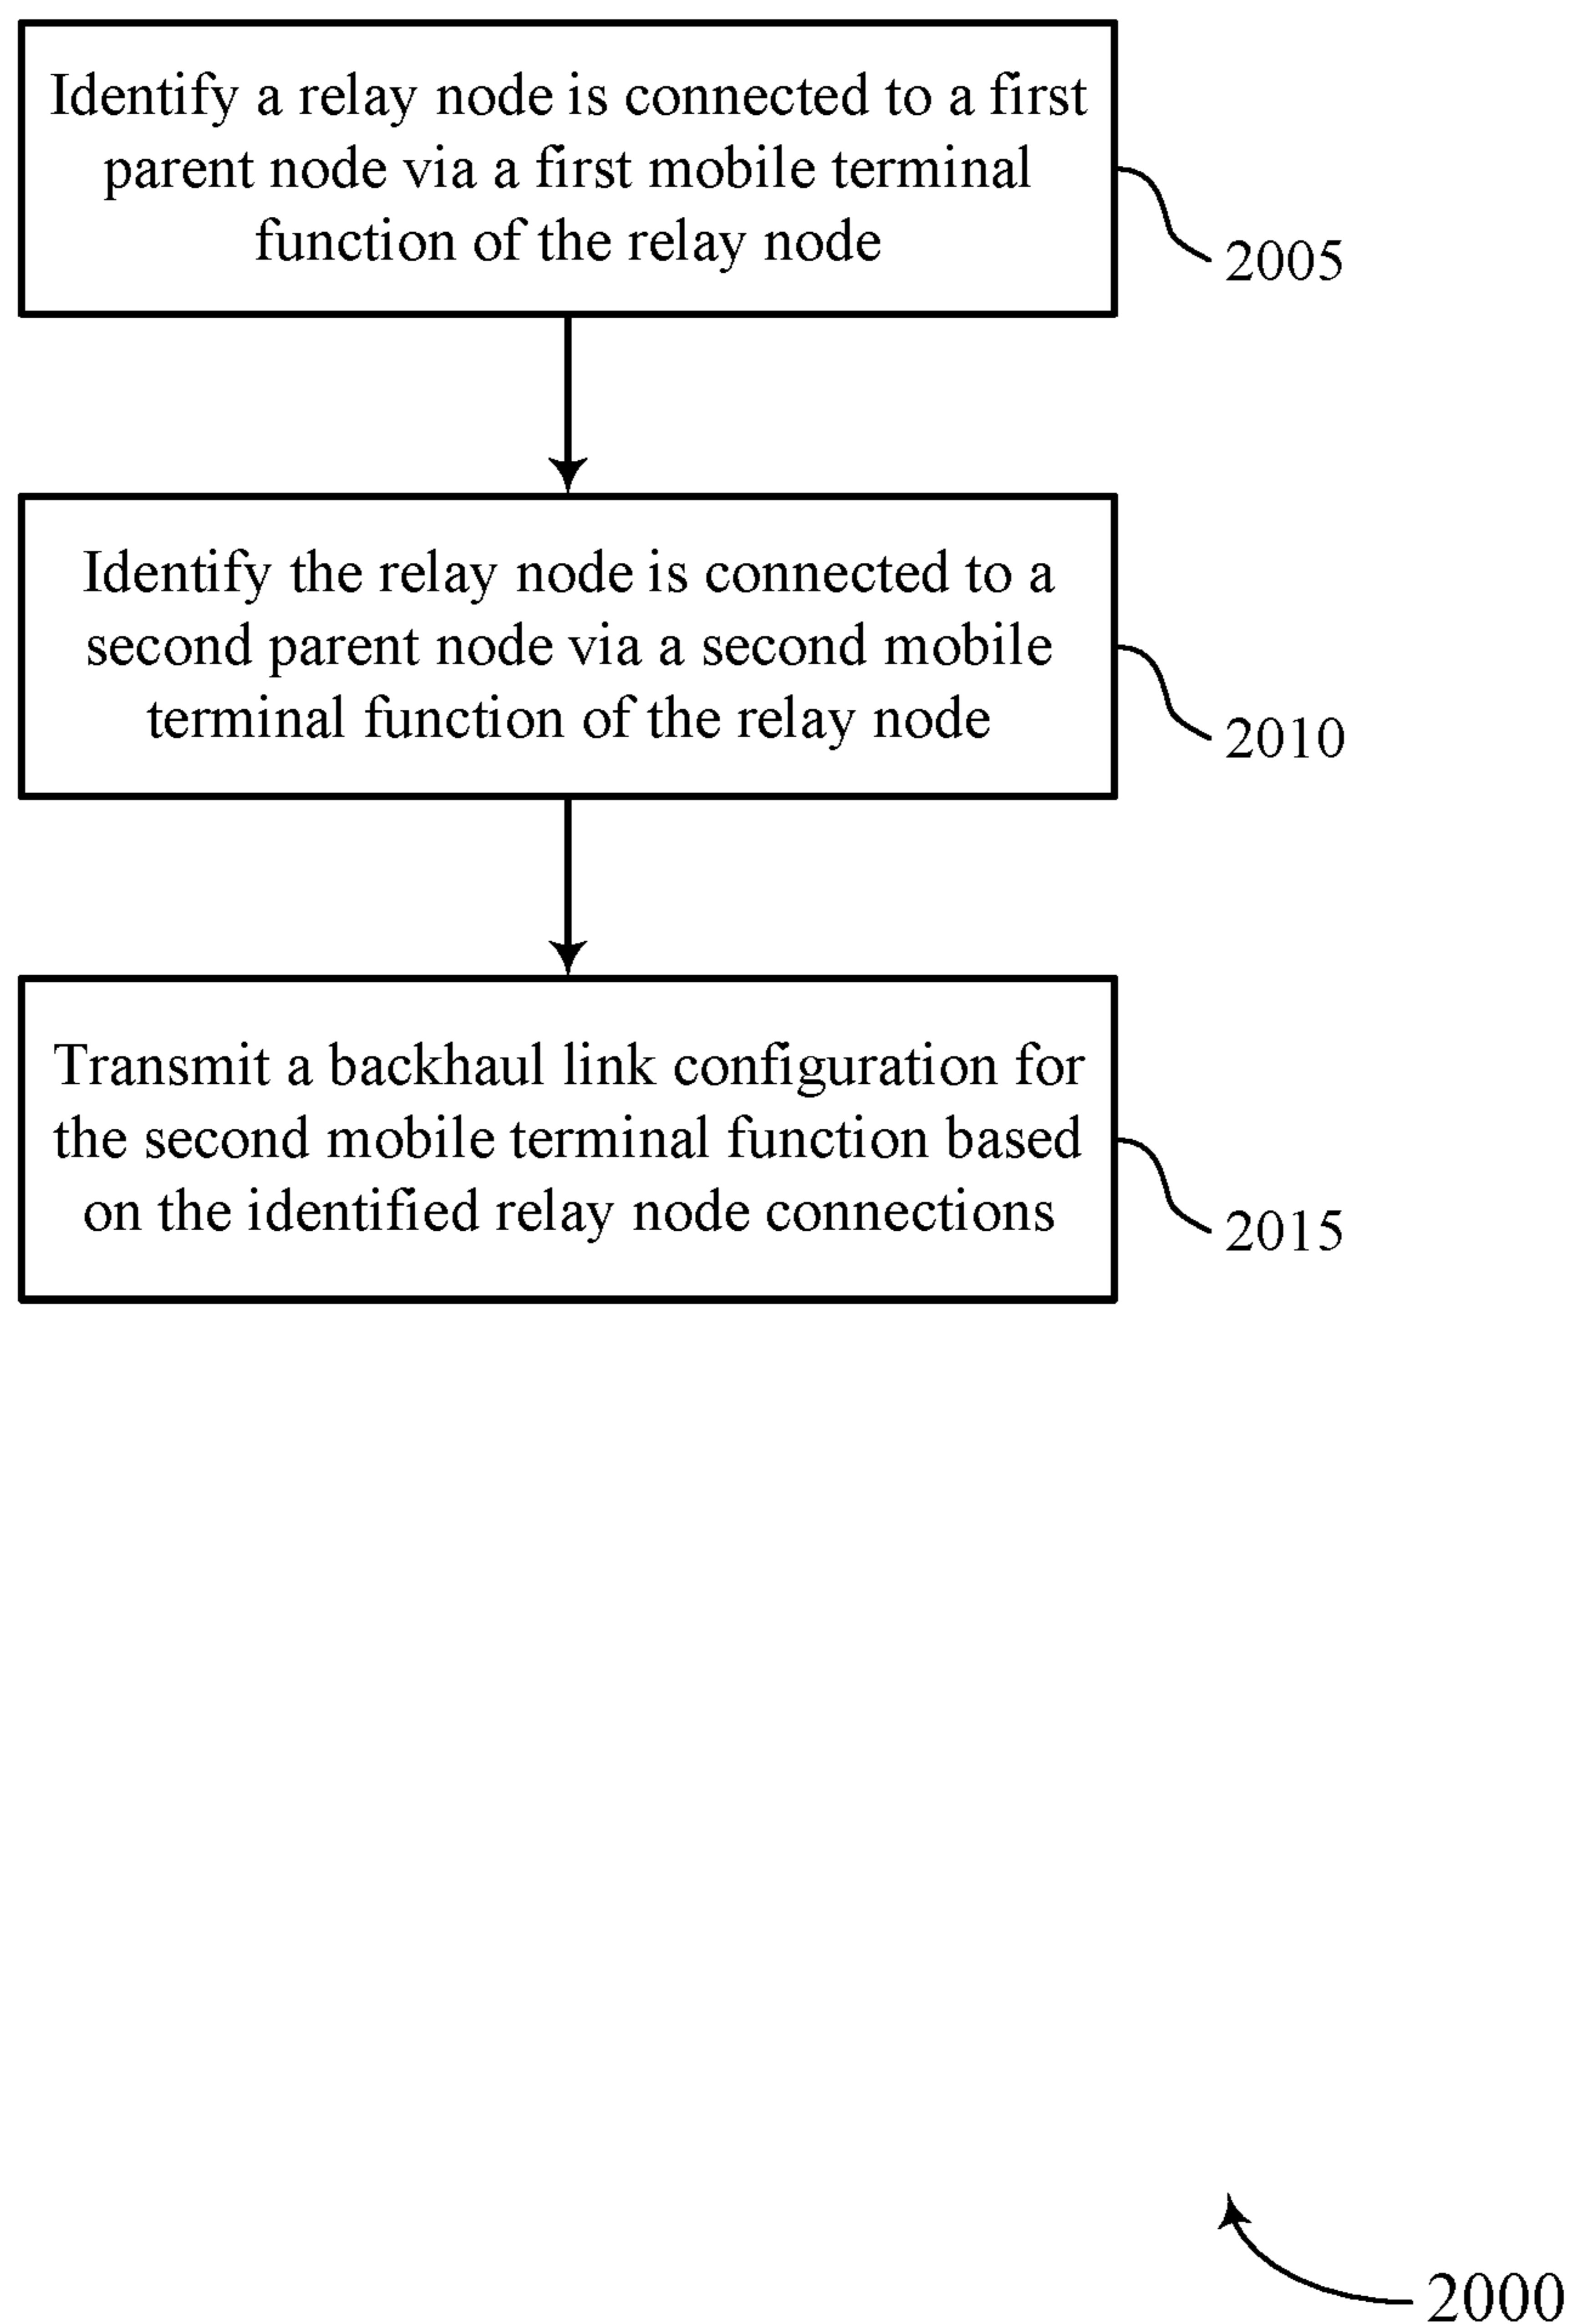 Identify a relay node is connected to a first
parent node via a first mobile terminal
function of the relay node
2005
Identify the relay node is connected to a
second parent node via a second mobile
terminal function of the relay node
2010
Transmit a backhaul link configuration for
the second mobile terminal function based
on the identified relay node connections
2015
2000